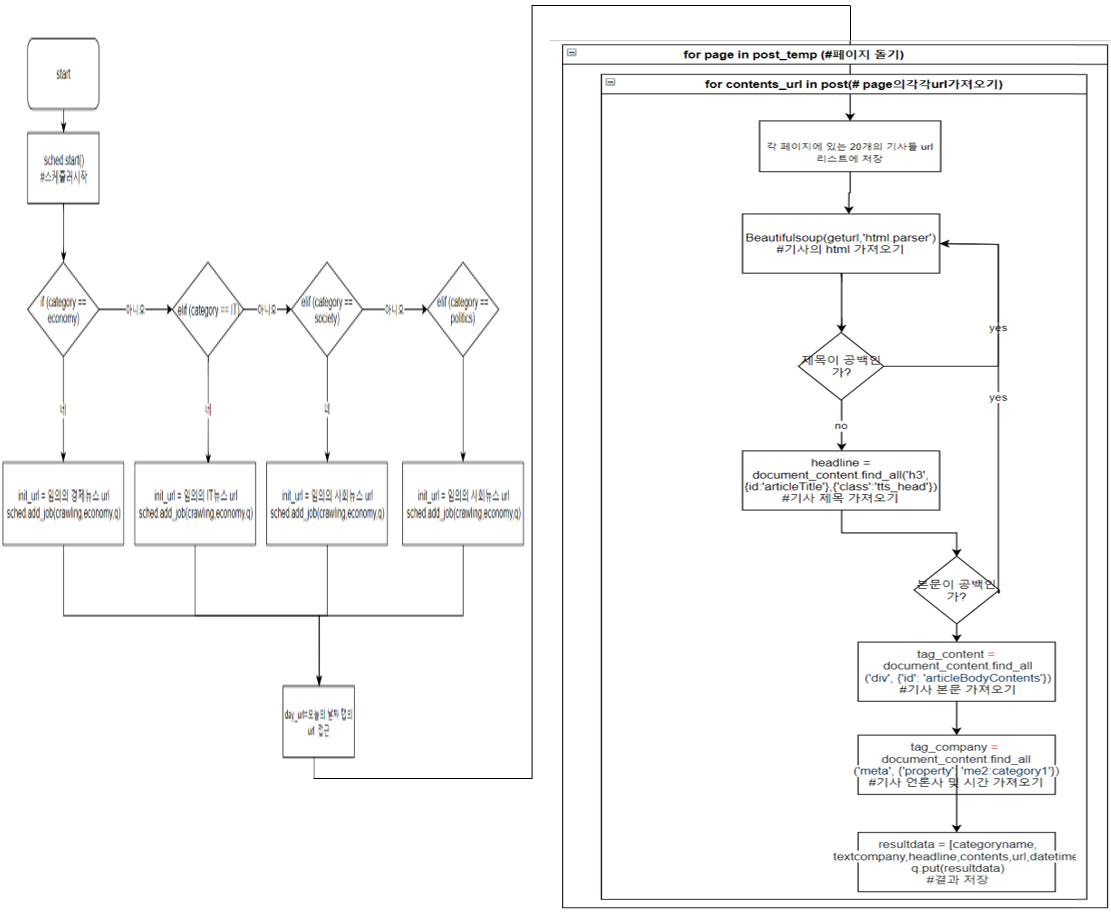 start
sched.start()
#스케줄러시작
if (category ==
economy)
아니오
elif (category == IT)
아니오
elif (category ==
society)
아니오
elif (category ==
politics)
네
네
네
init_url = 임의의 경제뉴스 url
sched.add_job(crawling,economy,q)
init_url = 임의의 IT뉴스 url
sched.add_job(crawling,economy,q)
init_url = 임의의 사회뉴스 url
sched.add_job(crawling,economy,q)
init_url = 임의의 사회뉴스 url
sched.add_job(crawling,economy,q)
day_url=오늘의 날짜 탭의
url 접근
for page in post_temp (#페이지 돌기)
for contents_url in post(# page의각각url가져오기)
각 페이지에 있는 20개의 기사들 url
리스트에 저장
Beautifulsoup(geturl,'html.parser')
#기사의 html 가져오기
yes
제목이 공백인
가?
yes
no
headline =
document_content.find_all('h3',
{id:'articleTitle'},{'class':'tts_head'})
#기사 제목 가져오기
본문이 공백인
가?
tag_content =
document_content.find_all
('div', {'id': 'articleBodyContents'})
#기사 본문 가져오기
tag_company =
document_content.find_all
('meta', {'property': 'me2:category1'})
#기사 언론사 및 시간 가져오기
resultdata = [categoryname,
textcompany,headline,contents,url,datetime
q.put(resultdata)
#결과 저장